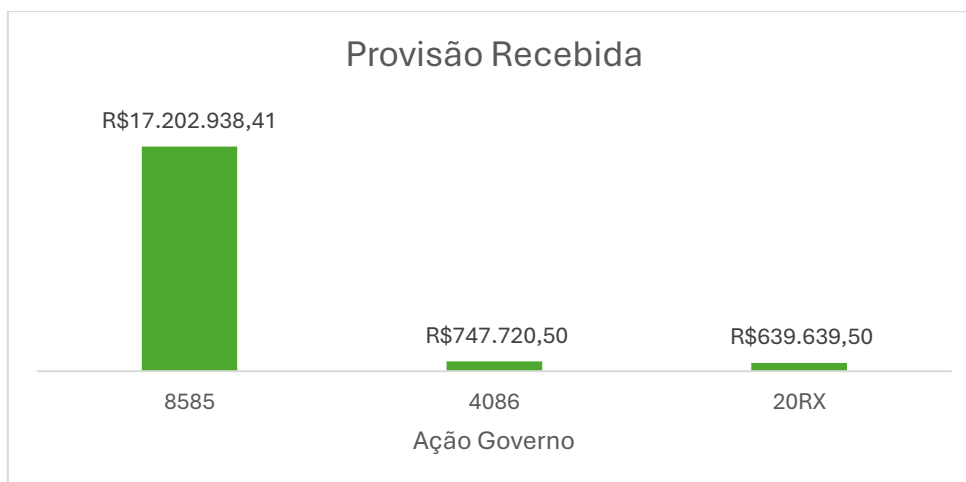 Provisão Recebida
R$17.202.938,41
R$747.720,50
R$639.639,50
8585
4086
20RX
Ação Governo